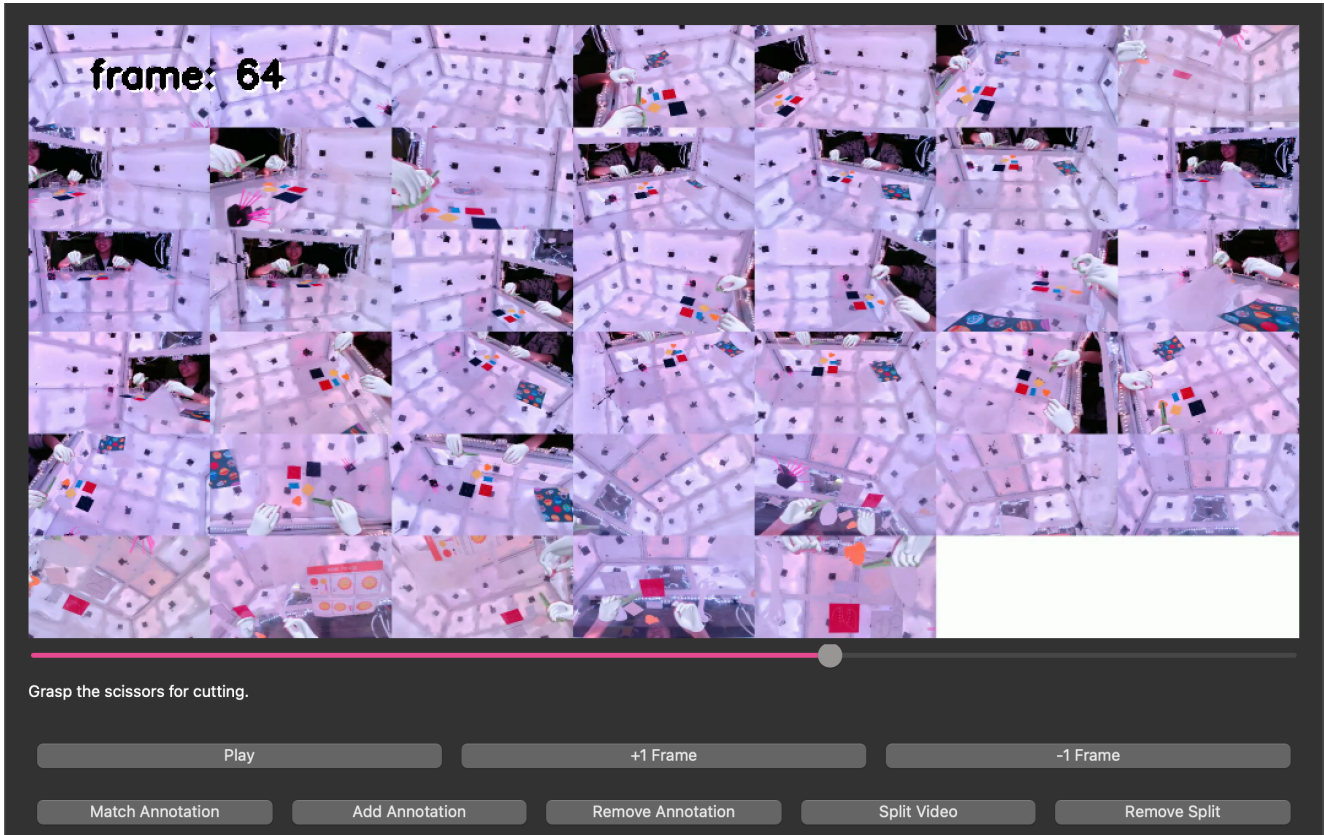 frame: 64
Grasp the scissors for cutting.
Play
+1 Frame
-1 Frame
Match Annotation
Add Annotation
Remove Annotation
Split Video
Remove Split